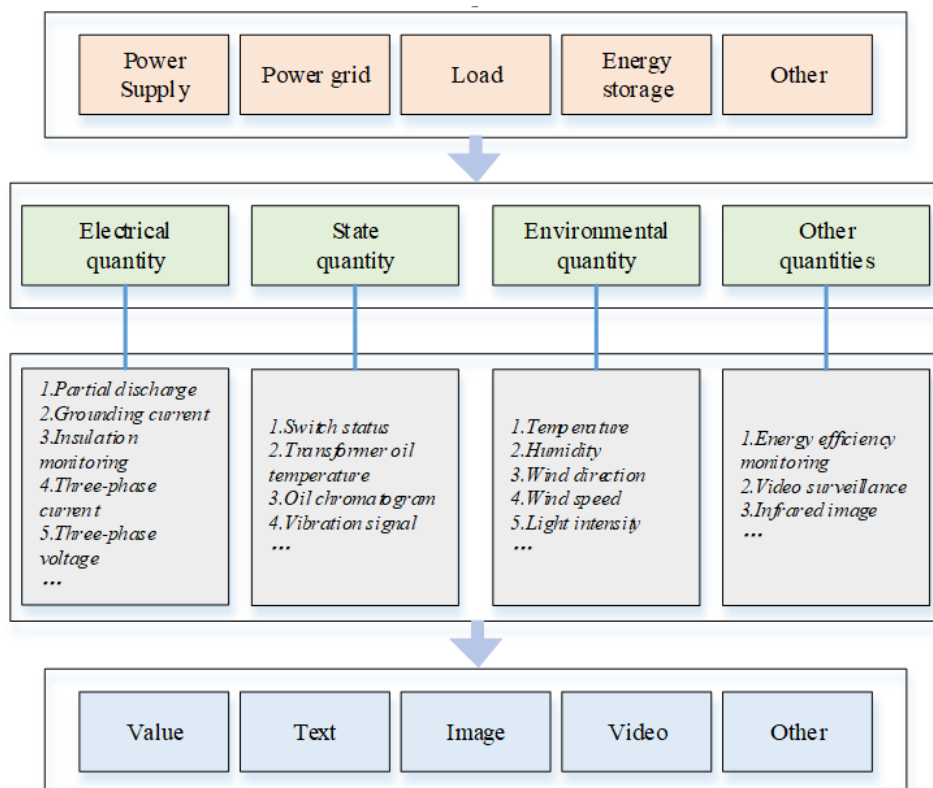 Power
Supply
Power grid
Load
Energy
storage
Other
Electrical
quantity
State
quantity
Environmental
quantity
Other
quantities
1.Partial discharge
2.Grounding current
3.Insulation
monitoring
4.Three-phase
current
5.Three-phase
voltage
...
1.Switch status
2.Transformer oil
temperature
3.Oil chromatogram
4.Vibration signal
...
1.Temperature
2.Humidity
3.Wind direction
4.Wind speed
5.Light intensity
...
1.Energy efficiency
monitoring
2.Video surveillance
3.Infrared image
...
Value
Text
Image
Video
Other